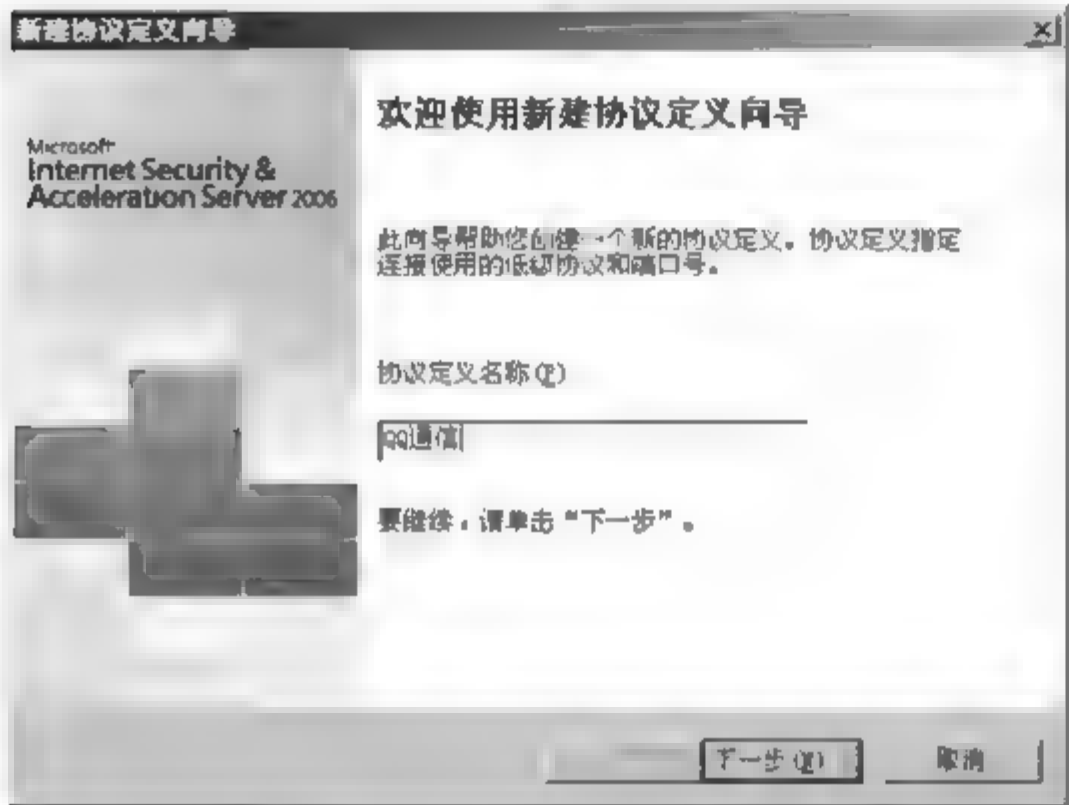 新建协议定义向导
Microsoft
Internet Security &
Acceleration Server 2006
欢迎使用新建协议定义向导
此向导帮助您创建一个新的协议定义。协议定义指定
连接使用的低级协议和端口号。
协议定义名称(P)
QQ通信
要继续，请单击“下一步”。
下一步(N)
取消